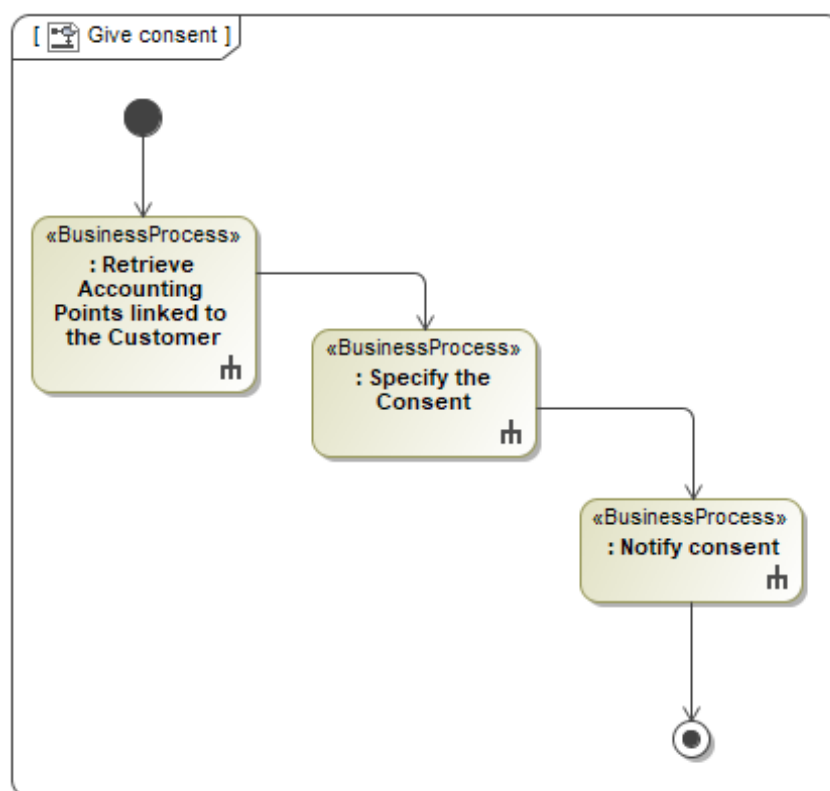 [ Give consent ]
«BusinessProcess»
: Retrieve
Accounting
Points linked to
the Customer
«BusinessProcess»
: Specify the
Consent
«BusinessProcess»
: Notify consent